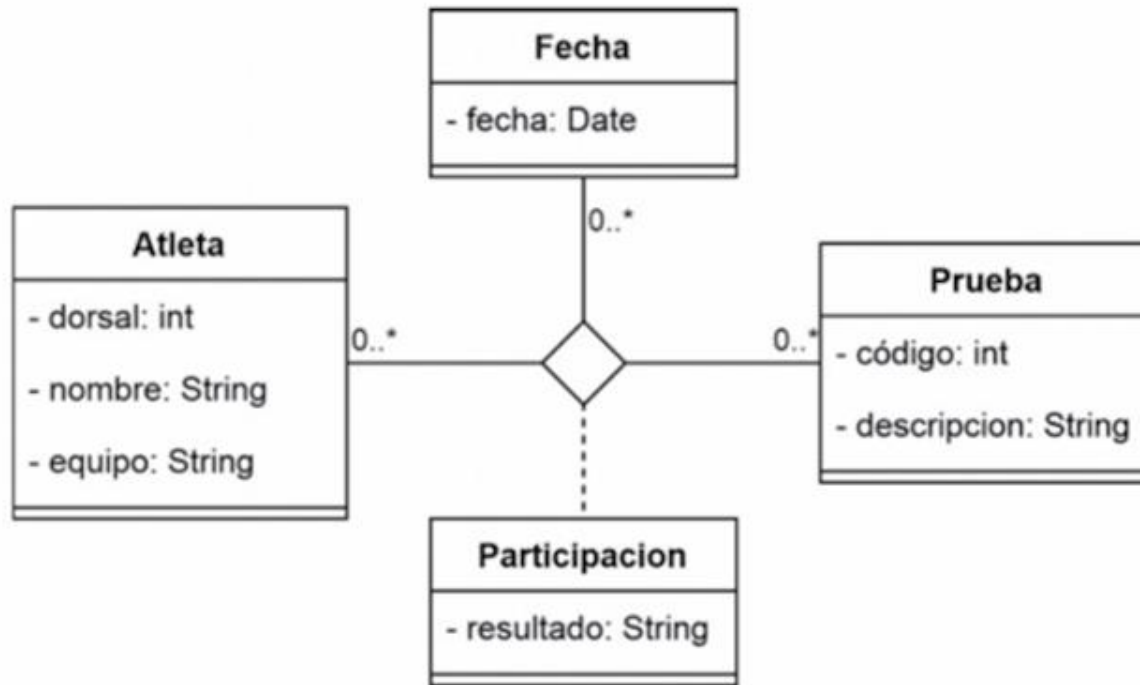 Fecha
- fecha: Date
0..*
Atleta
- dorsal: int
- nombre: String
- equipo: String
0..*
0..*
Prueba
- código: int
- descripcion: String
Participacion
- resultado: String